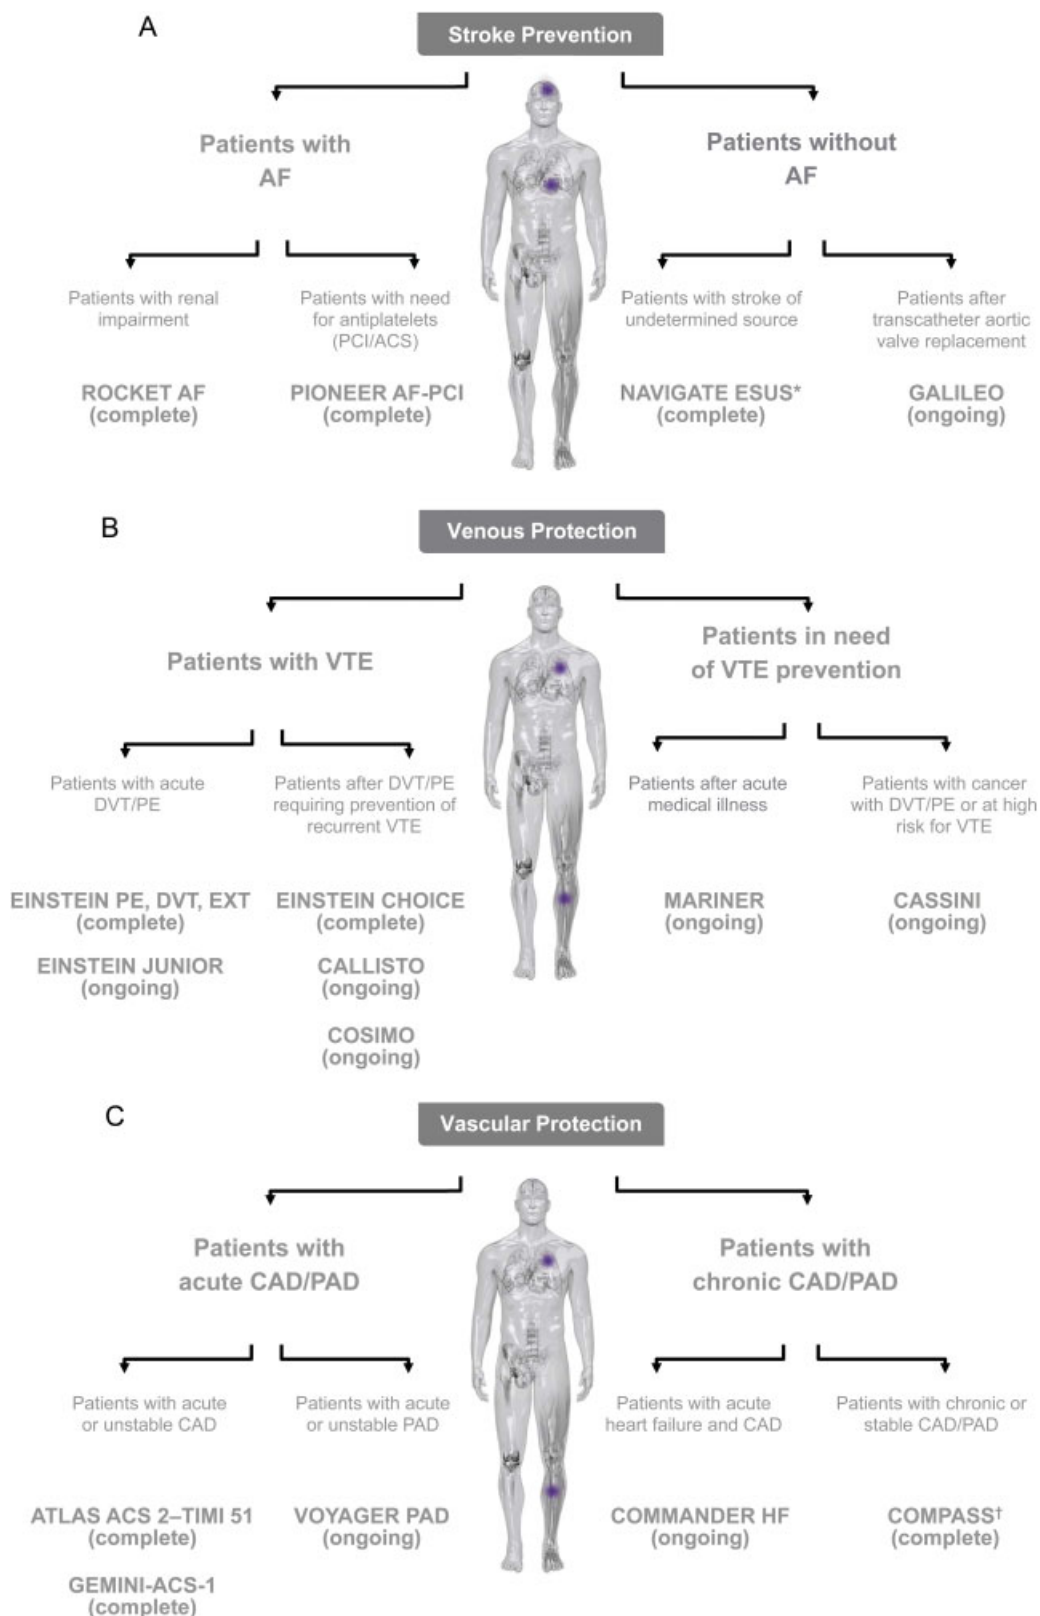 A
Stroke Prevention
Patients with
AF
Patients without
AF
Patients with renal
impairment
Patients with need
for antiplatelets
(PCI/ACS)
Patients with stroke of
undetermined source
Patients after
transcatheter aortic
valve replacement
ROCKET AF
(complete)
PIONEER AF-PCI
(complete)
NAVIGATE ESUS*
(complete)
GALILEO
(ongoing)
B
Venous Protection
Patients with VTE
Patients in need
of VTE prevention
Patients with acute
DVT/PE
Patients after DVT/PE
requiring prevention of
recurrent VTE
Patients after acute
medical illness
Patients with cancer
with DVT/PE or at high
risk for VTE
EINSTEIN PE, DVT, EXT
(complete)
EINSTEIN JUNIOR
(ongoing)
EINSTEIN CHOICE
(complete)
CALLISTO
(ongoing)
COSIMO
(ongoing)
MARINER
(ongoing)
CASSINI
(ongoing)
C
Vascular Protection
Patients with
acute CAD/PAD
Patients with
chronic CAD/PAD
Patients with acute
or unstable CAD
Patients with acute
or unstable PAD
Patients with acute
heart failure and CAD
Patients with chronic or
stable CAD/PAD
ATLAS ACS 2–TIMI 51
(complete)
GEMINI-ACS-1
(complete)
VOYAGER PAD
(ongoing)
COMMANDER HF
(ongoing)
COMPASS†
(complete)